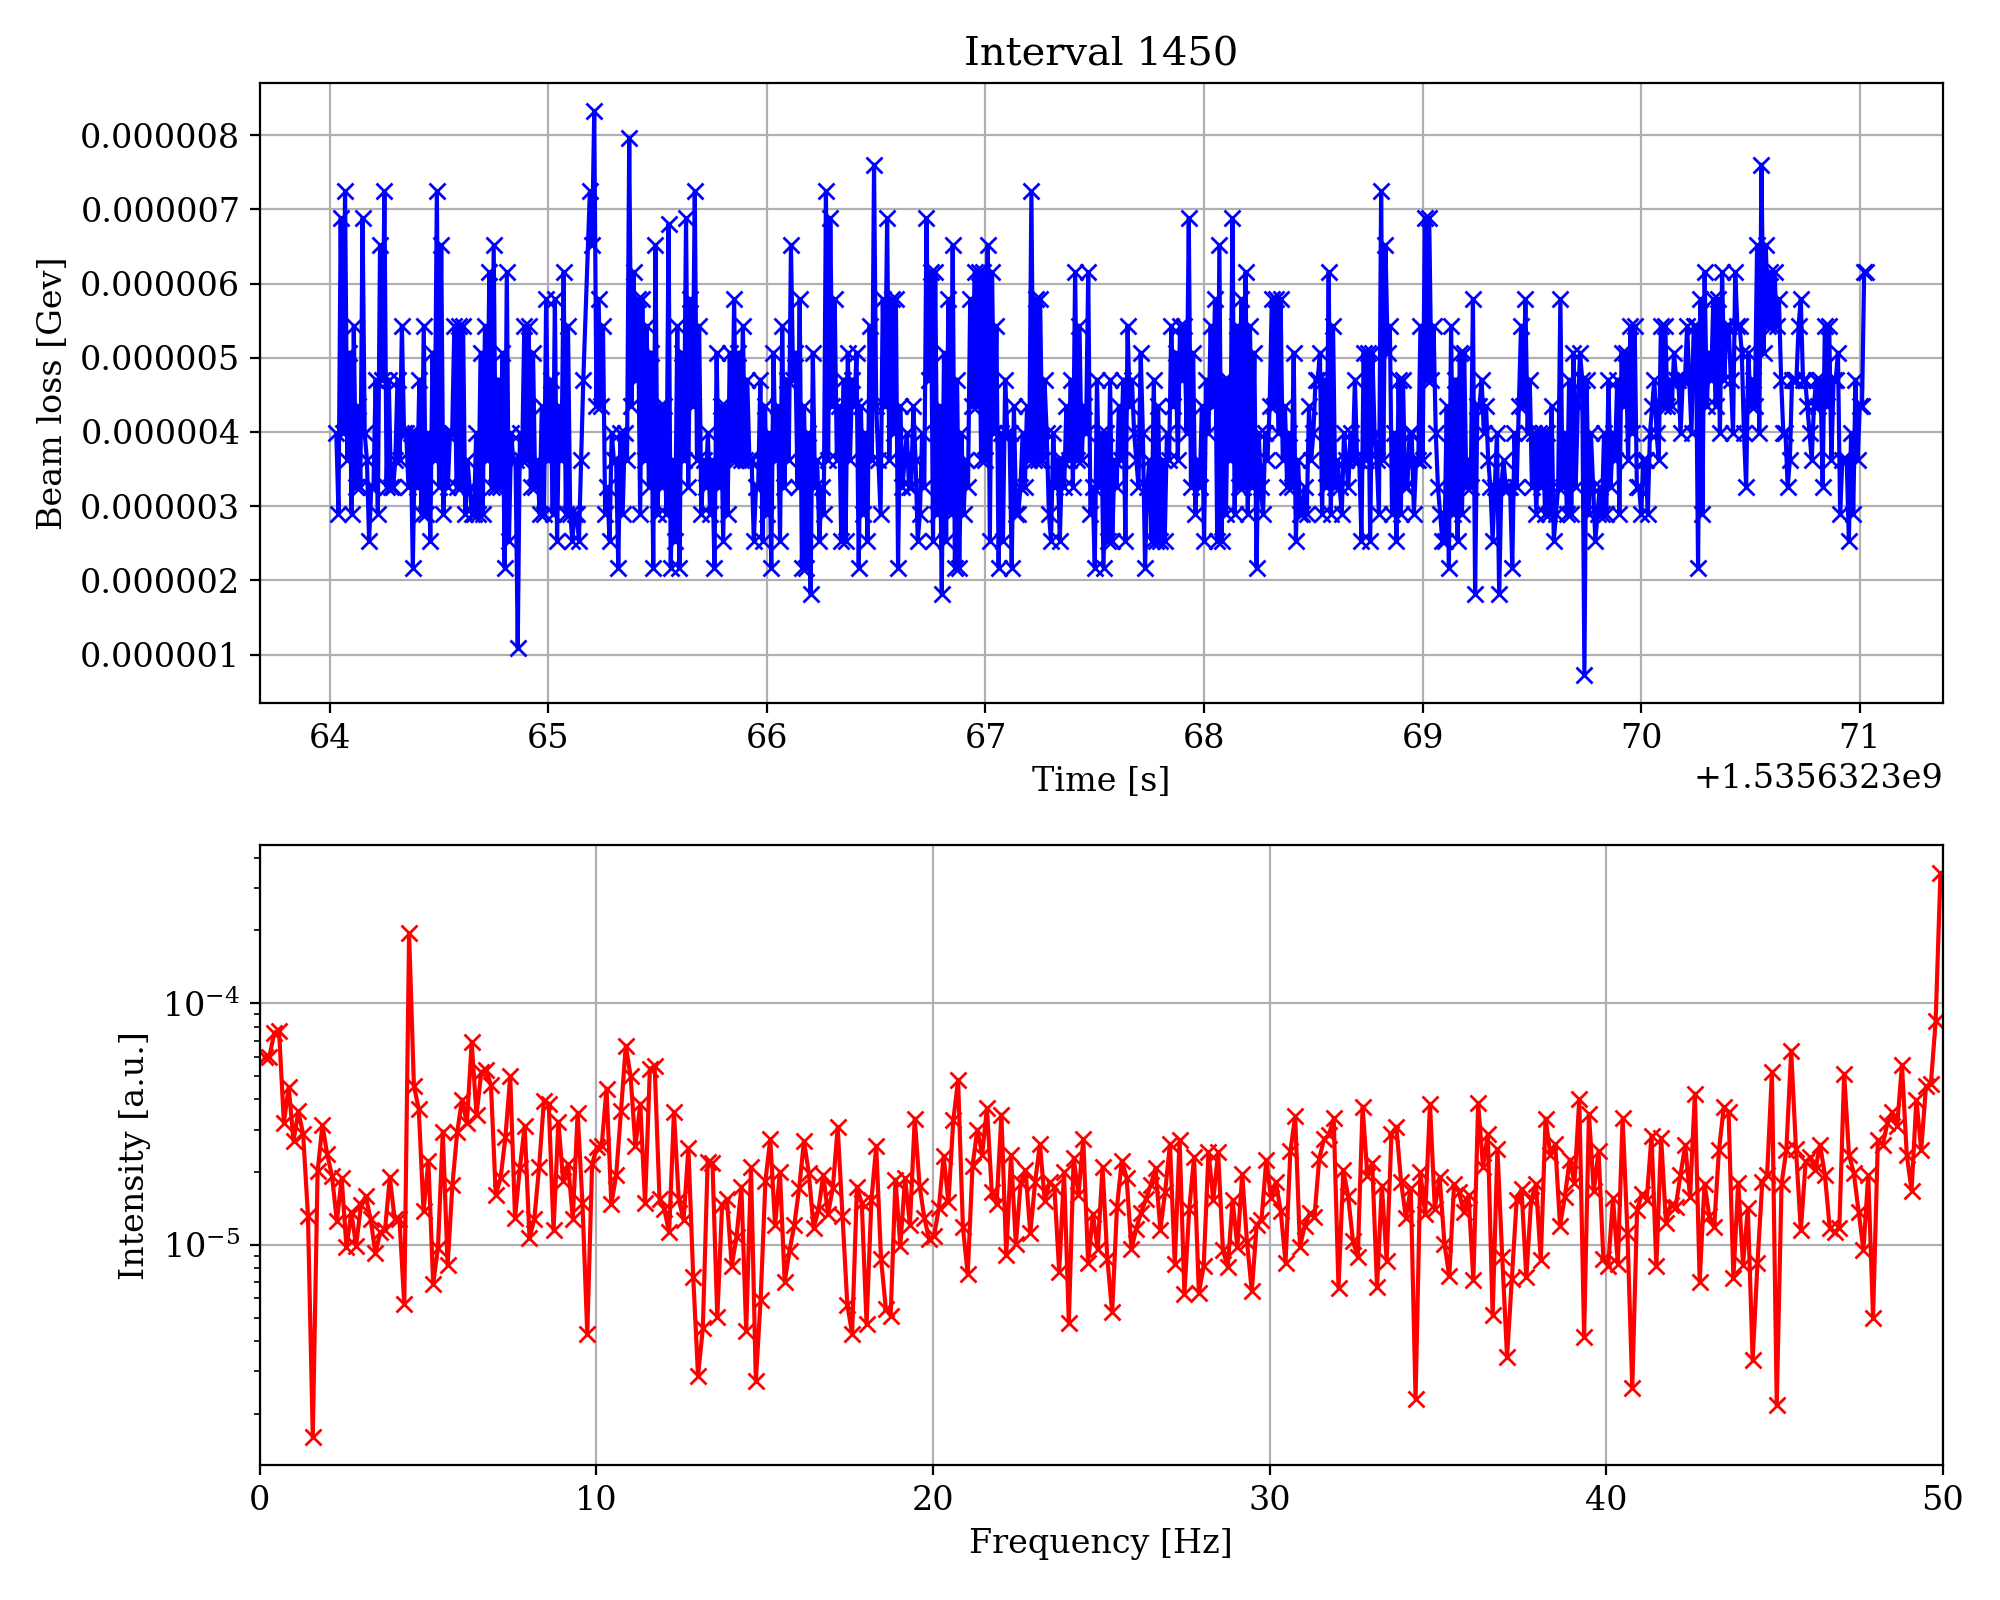 Interval 1450
0.000008
0.000007
0.000006
0.000005
0.000004
0.000003
0.000002
0.000001
Beam loss [Gev]
64 65 66 67 68 69 70 71
Time [s]
+1.5356323e9
10⁻⁴
10⁻⁵
Intensity [a.u.]
0 10 20 30 40 50
Frequency [Hz]